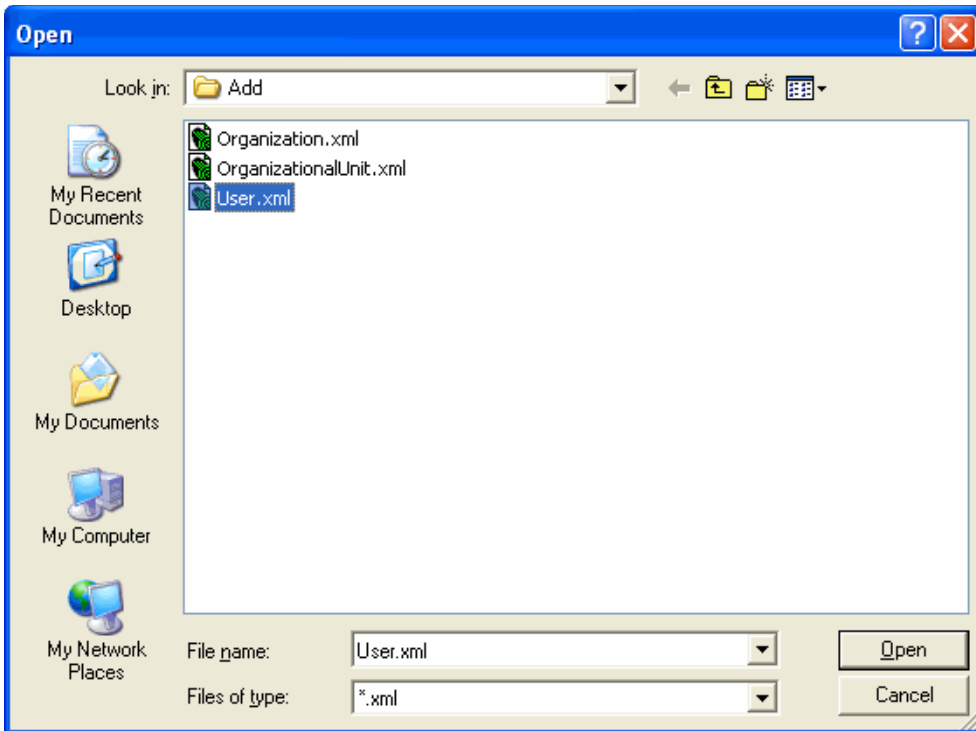 Open
Look in:
Add
Organization.xml
OrganizationalUnit.xml
User.xml
My Recent
Documents
Desktop
My Documents
My Computer
My Network
Places
File name:
User.xml
Open
Files of type:
*.xml
Cancel